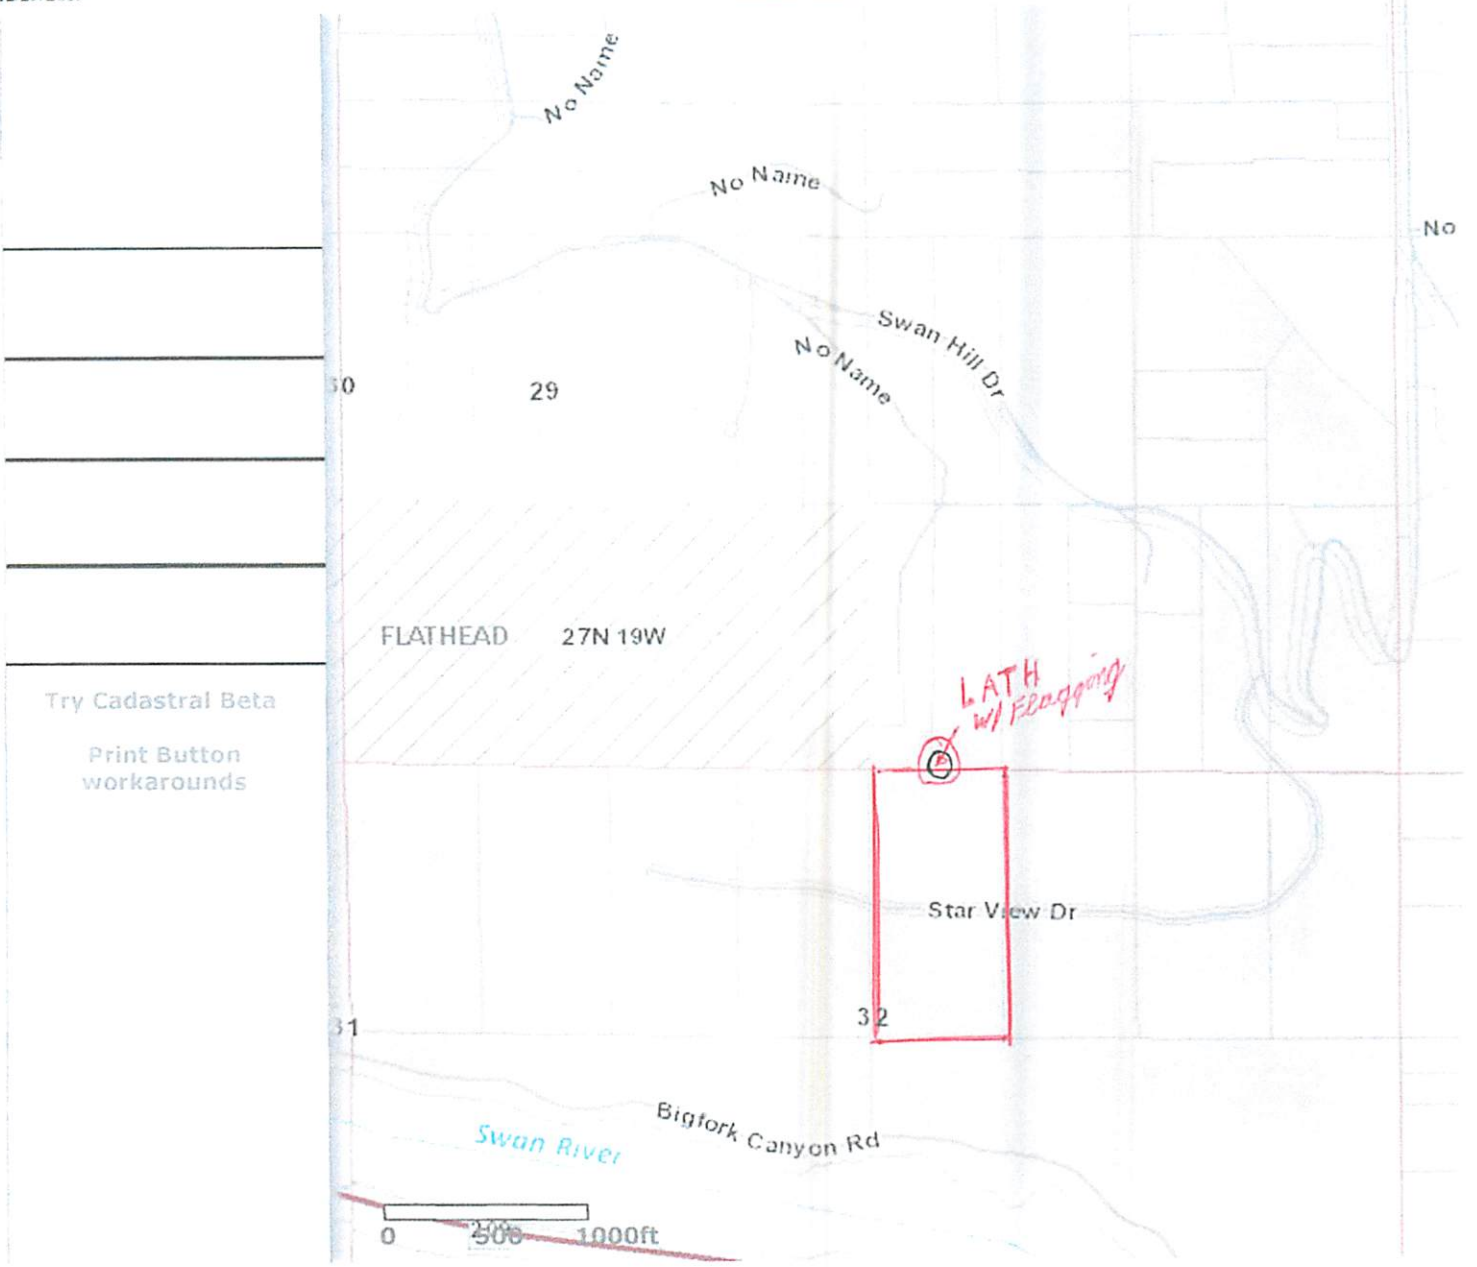 No Name
No Name
No
Swan Hill Dr
No Name
29
FLATHEAD 27N 19W
LATH
w/ Flagging
Try Cadastral Beta
Print Button
workarounds
Star View Dr
32
31
Bigfork Canyon Rd
Swan River
0 500 1000ft